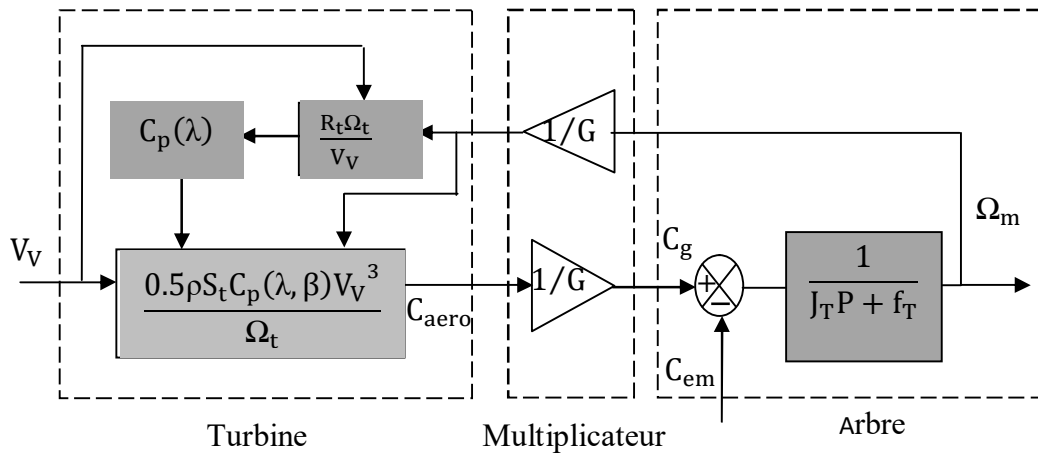 C_p(λ)
R_tΩ_t
V_V
1/G
Ω_m
V_V
0.5ρS_tC_p(λ, β)V_V^3
Ω_t
C_aero
1/G
C_g
+
−
C_em
1
J_TP + f_T
Turbine
Multiplicateur
Arbre